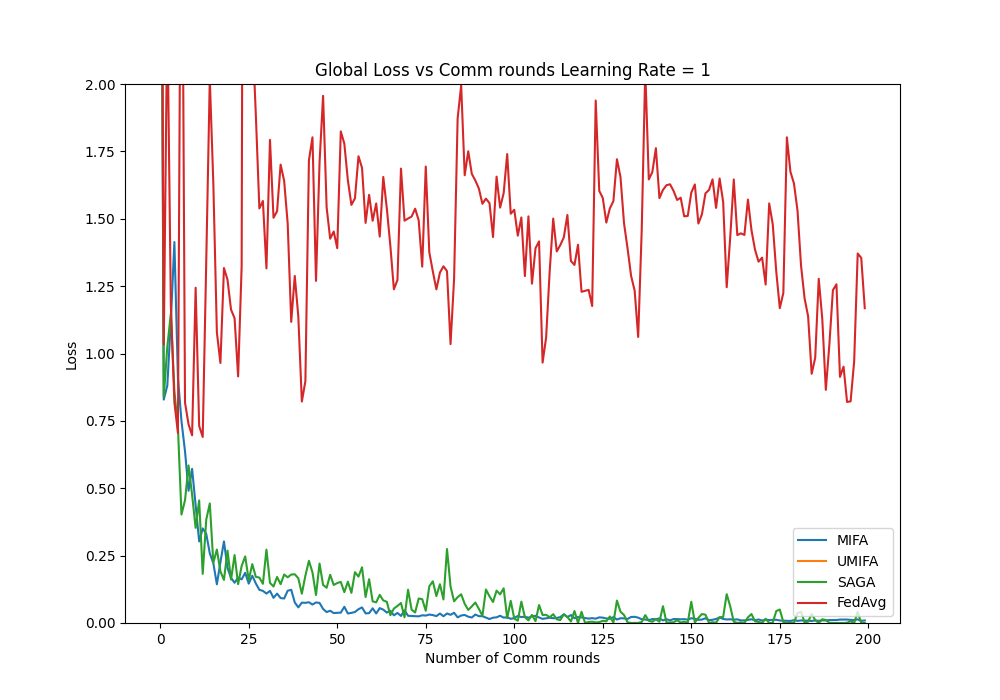 Global Loss vs Comm rounds Learning Rate = 1
2.00
1.75
1.50
1.25
1.00
0.75
0.50
0.25
0.00
Loss
MIFA
UMIFA
SAGA
FedAvg
0 25 50 75 100 125 150 175 200
Number of Comm rounds